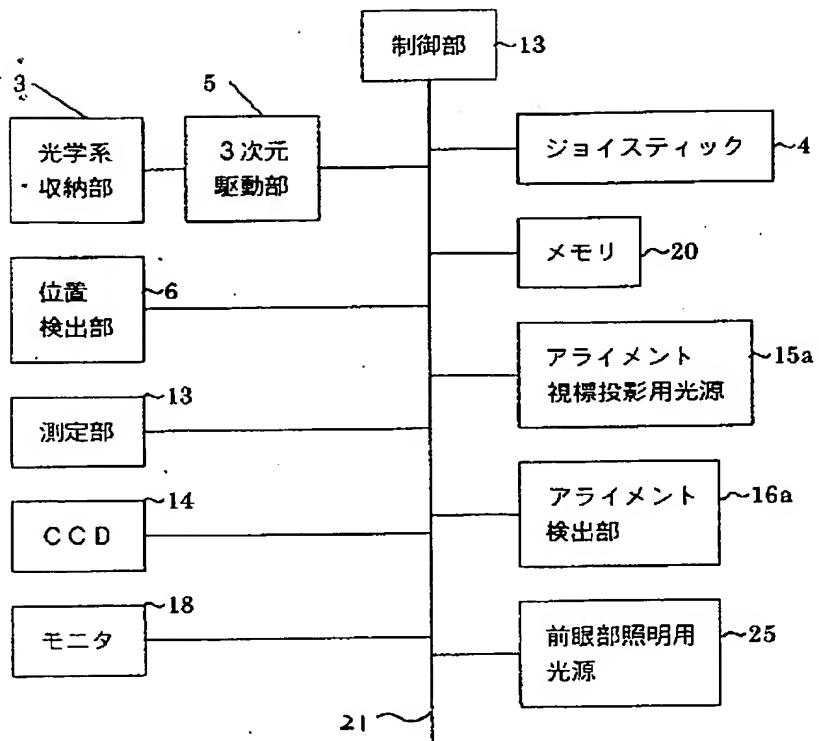 制御部
13
3
光学系
収納部
5
3次元
駆動部
ジョイスティック
4
メモリ
20
位置
検出部
6
アライメント
視標投影用光源
15a
測定部
13
アライメント
検出部
16a
CCD
14
モニタ
18
前眼部照明用
光源
25
21